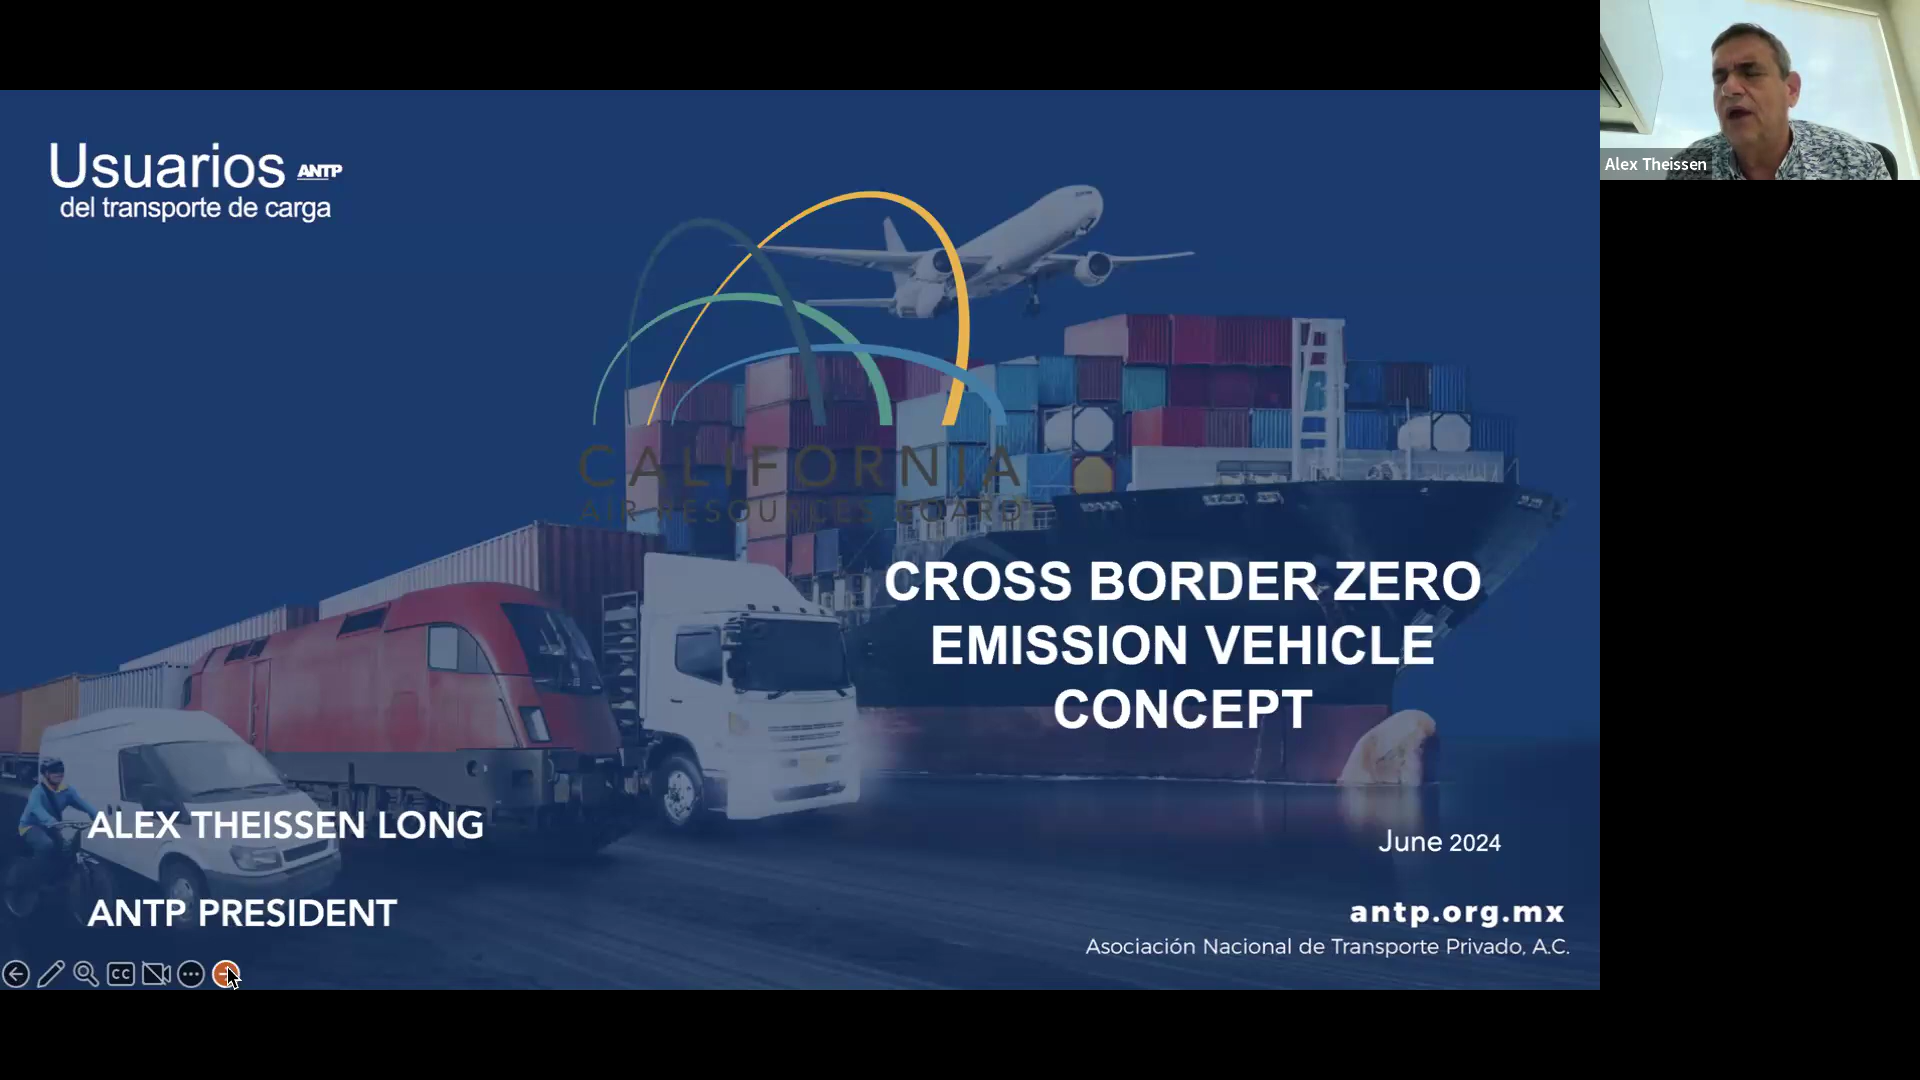 Usuarios ANTP
del transporte de carga
CALIFORNIA
AIR RESOURCES BOARD
CROSS BORDER ZERO
EMISSION VEHICLE
CONCEPT
ALEX THEISSEN LONG
ANTP PRESIDENT
June 2024
antp.org.mx
Asociación Nacional de Transporte Privado, A.C.
CC
Alex Theissen